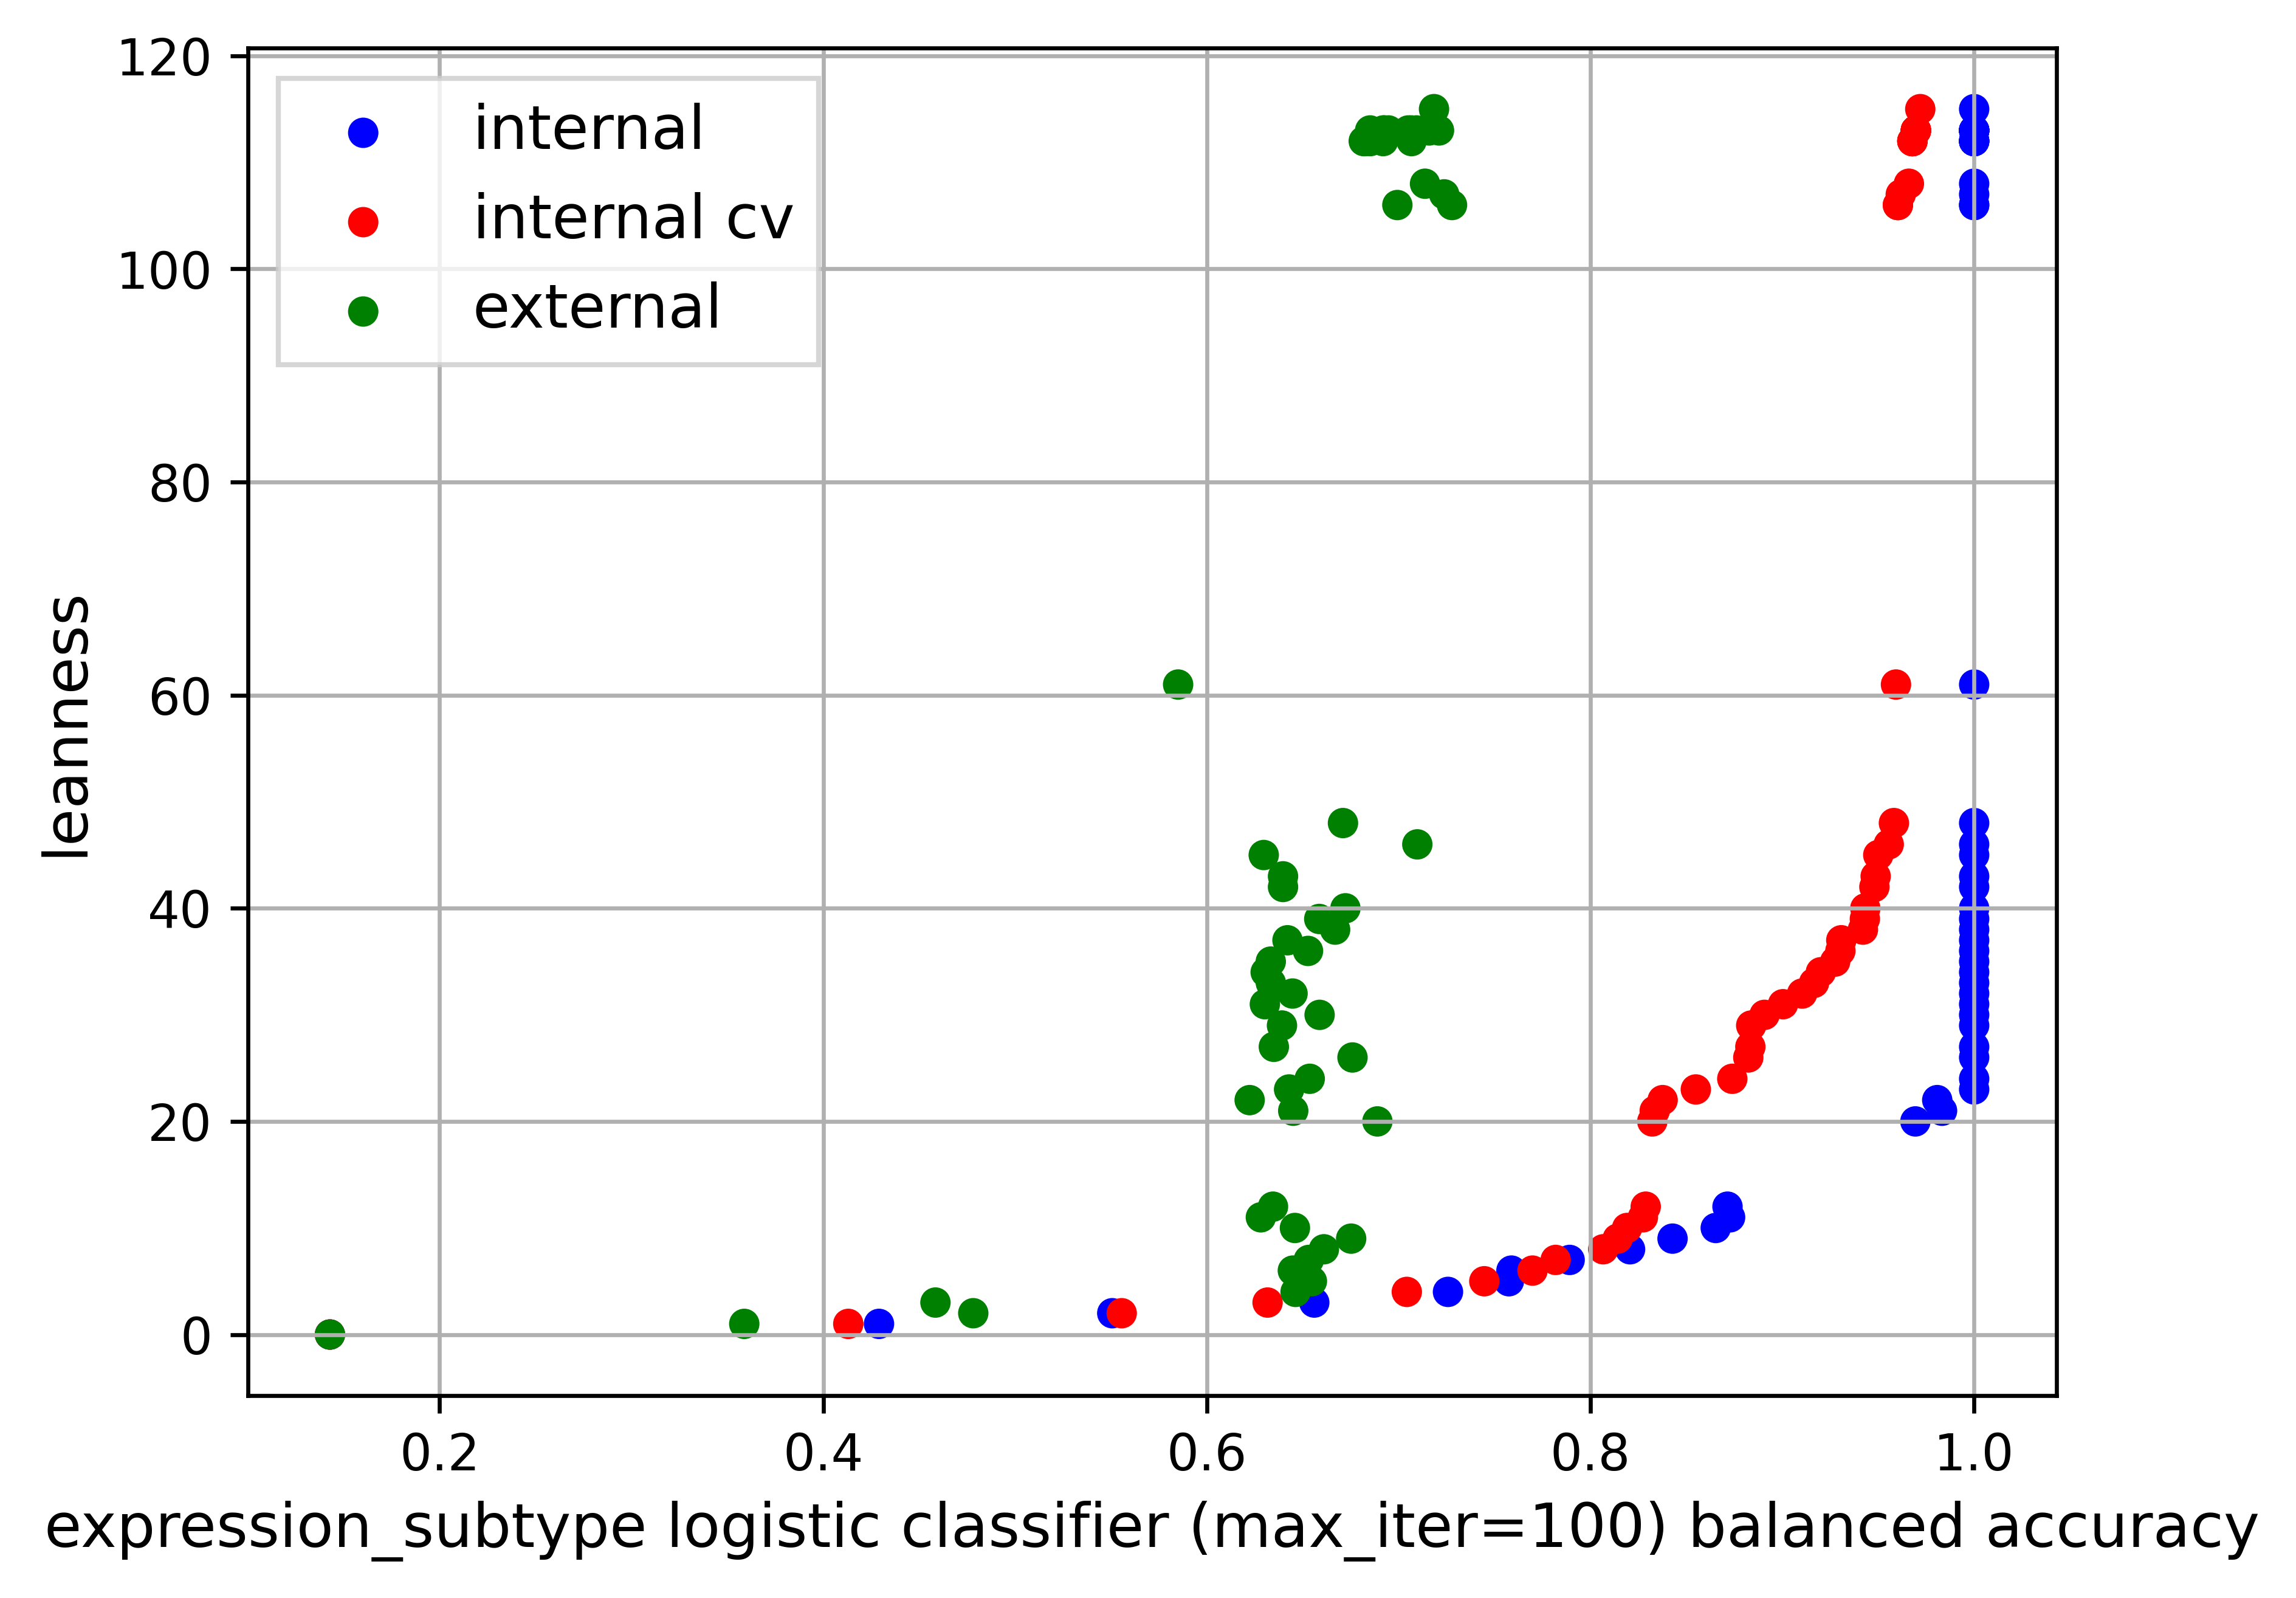 120
100
80
60
40
20
0
leanness
internal
internal cv
external
0.2 0.4 0.6 0.8 1.0
expression_subtype logistic classifier (max_iter=100) balanced accuracy